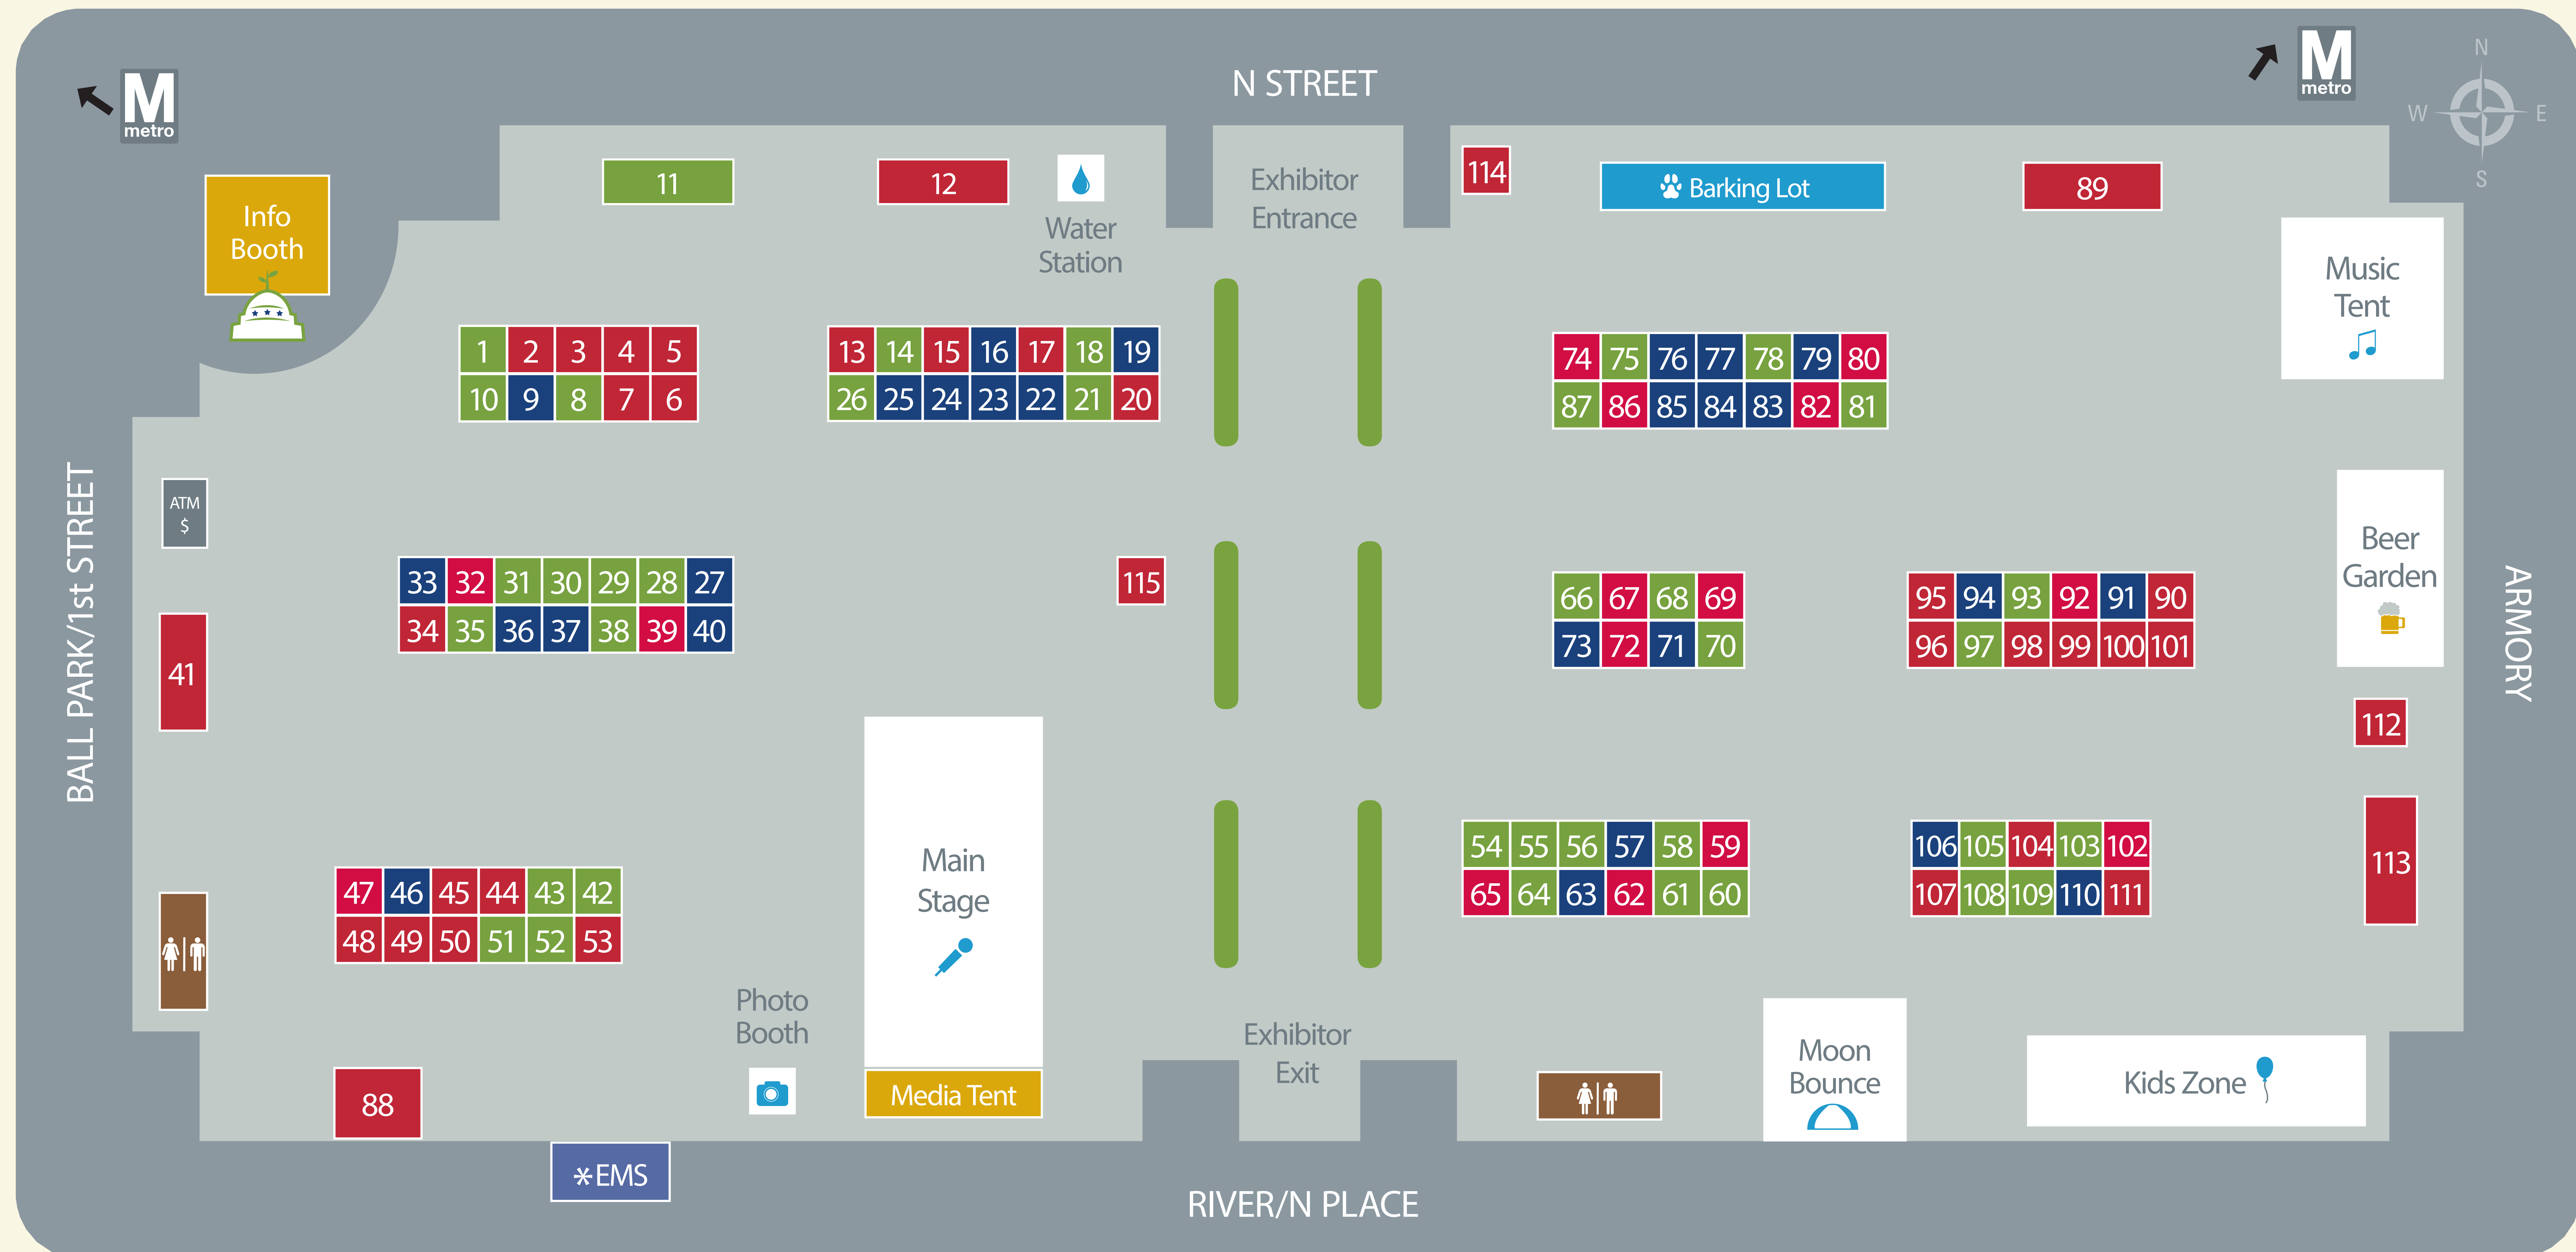 N STREET
M
metro
M
metro
N
W
E
S
Info
Booth
11
12
Water
Station
Exhibitor
Entrance
114
Barking Lot
89
Music
Tent
1 2 3 4 5
10 9 8 7 6
13 14 15 16 17 18 19
26 25 24 23 22 21 20
74 75 76 77 78 79 80
87 86 85 84 83 82 81
BALL PARK/1st STREET
ATM
$
41
33 32 31 30 29 28 27
34 35 36 37 38 39 40
115
66 67 68 69
73 72 71 70
95 94 93 92 91 90
96 97 98 99 100 101
Beer
Garden
ARMORY
112
113
47 46 45 44 43 42
48 49 50 51 52 53
Main
Stage
54 55 56 57 58 59
65 64 63 62 61 60
106 105 104 103 102
107 108 109 110 111
Photo
Booth
Media Tent
Exhibitor
Exit
Moon
Bounce
Kids Zone
88
*EMS
RIVER/N PLACE